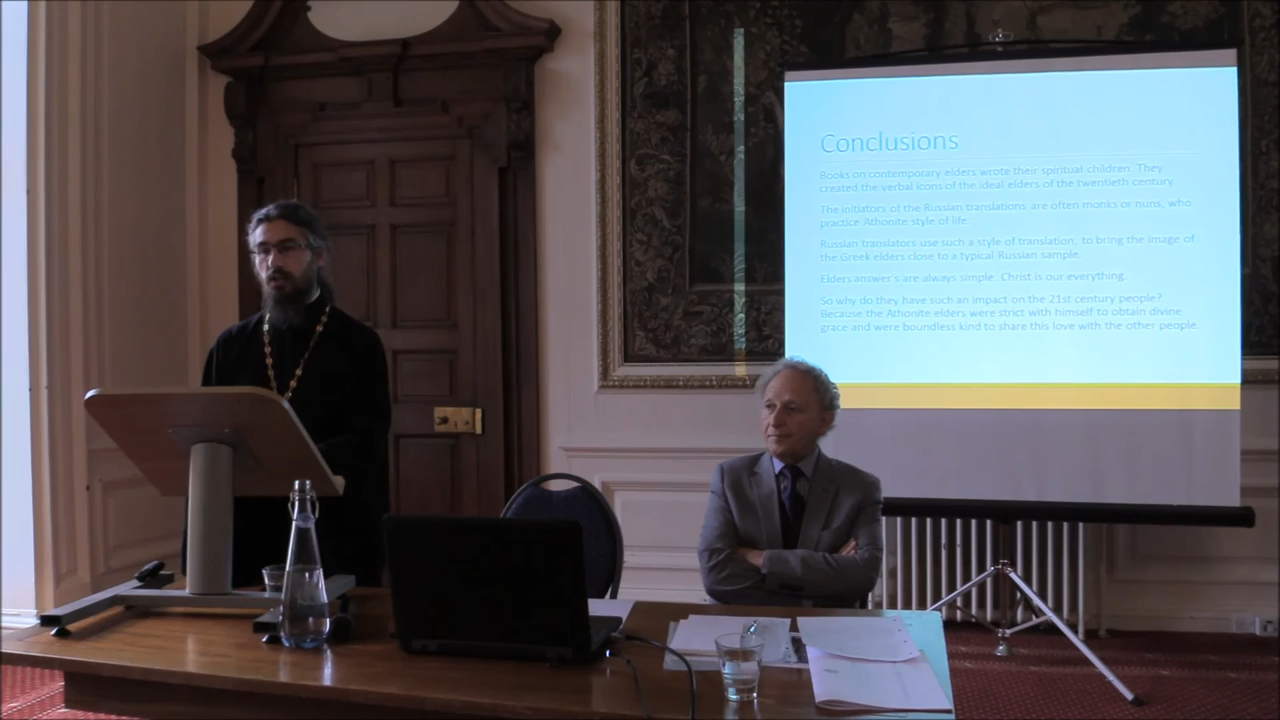 Conclusions
Books on contemporary elders wrote their spiritual children. They
created the verbal icons of the ideal elders of the twentieth century.
The initiators of the Russian translations are often monks or nuns, who
practice Athonite style of life.
Russian translators use such a style of translation, to bring the image of
the Greek elders close to a typical Russian sample.
Elders answer's are always simple: Christ is our everything.
So why do they have such an impact on the 21st century people?
Because the Athonite elders were strict with himself to obtain divine
grace and were boundless kind to share this love with the other people.